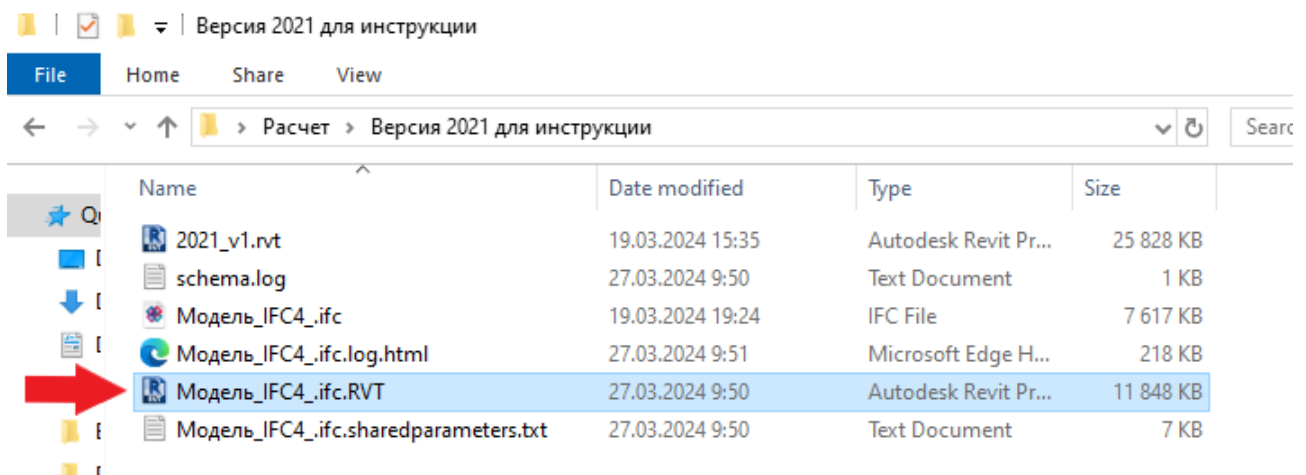 Версия 2021 для инструкции
File Home Share View
Расчет > Версия 2021 для инструкции
Name Date modified Type Size
2021_v1.rvt 19.03.2024 15:35 Autodesk Revit Pr... 25 828 KB
schema.log 27.03.2024 9:50 Text Document 1 KB
Модель_IFC4_.ifc 19.03.2024 19:24 IFC File 7 617 KB
Модель_IFC4_.ifc.log.html 27.03.2024 9:51 Microsoft Edge H... 218 KB
Модель_IFC4_.ifc.RVT 27.03.2024 9:50 Autodesk Revit Pr... 11 848 KB
Модель_IFC4_.ifc.sharedparameters.txt 27.03.2024 9:50 Text Document 7 KB